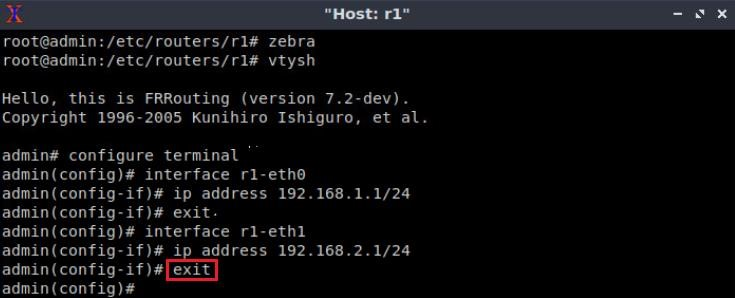 "Host: r1"
root@admin:/etc/routers/r1# zebra
root@admin:/etc/routers/r1# vtysh
Hello, this is FRRouting (version 7.2-dev).
Copyright 1996-2005 Kunihiro Ishiguro, et al.
admin# configure terminal
admin(config)# interface r1-eth0
admin(config-if)# ip address 192.168.1.1/24
admin(config-if)# exit
admin(config)# interface r1-eth1
admin(config-if)# ip address 192.168.2.1/24
admin(config-if)# exit
admin(config)#